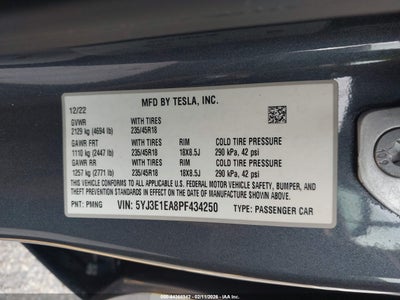 MFD BY TESLA, INC.
12/22
GVWR WITH TIRES
2129 kg (4694 lb) 235/45R18
GAWR FRT WITH TIRES RIM COLD TIRE PRESSURE
1110 kg (2447 lb) 235/45R18 18X8.5J 290 kPa, 42 psi
GAWR RR WITH TIRES RIM COLD TIRE PRESSURE
1257 kg (2771 lb) 235/45R18 18X8.5J 290 kPa, 42 psi
THIS VEHICLE CONFORMS TO ALL APPLICABLE U.S. FEDERAL MOTOR VEHICLE SAFETY, BUMPER, AND
THEFT PREVENTION STANDARDS IN EFFECT ON THE DATE OF MANUFACTURE SHOWN ABOVE.
PNT: PMNG VIN: 5YJ3E1EA8PF434250 TYPE: PASSENGER CAR
02/11/2026